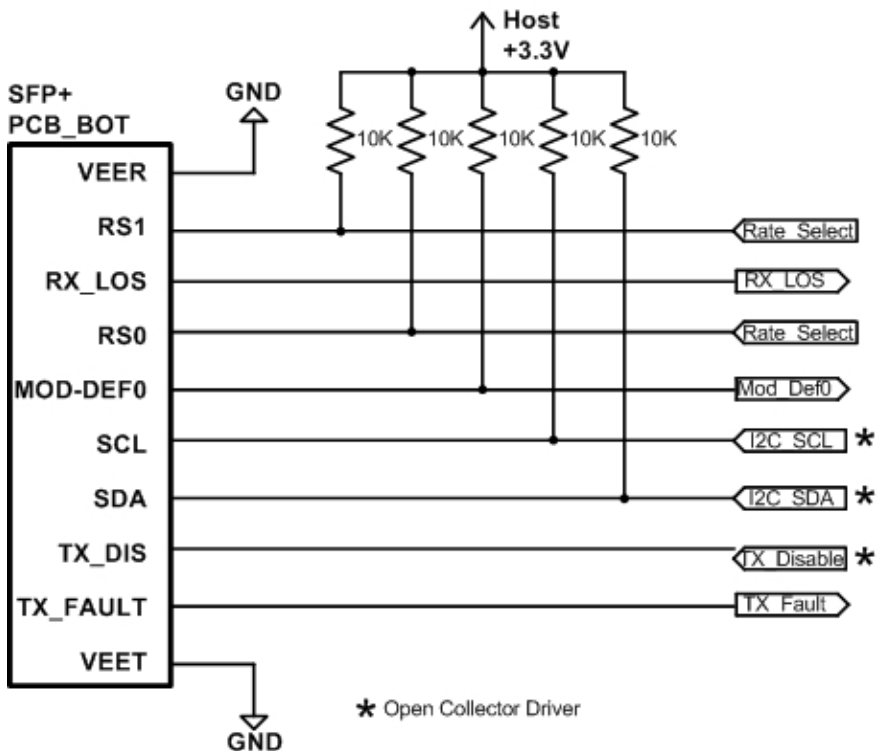 Host
+3.3V
SFP+
PCB_BOT
GND
10K
10K
10K
10K
10K
VEER
RS1
Rate_Select
RX_LOS
RX_LOS
RS0
Rate_Select
MOD-DEF0
Mod_Def0
SCL
I2C_SCL *
SDA
I2C_SDA *
TX_DIS
TX_Disable *
TX_FAULT
TX_Fault
VEET
* Open Collector Driver
GND